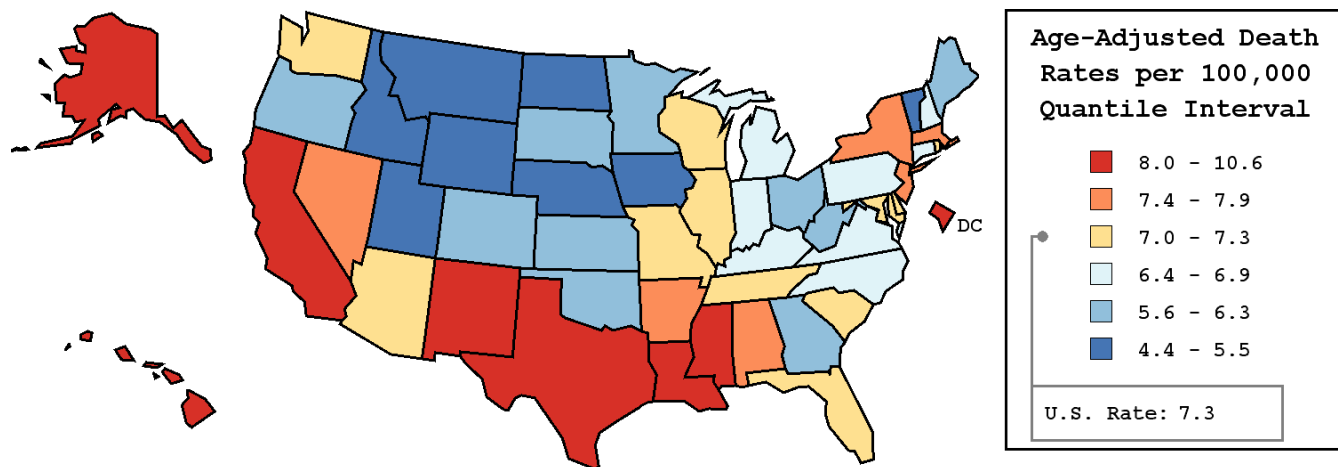 Age-Adjusted Death
Rates per 100,000
Quantile Interval
8.0 - 10.6
7.4 - 7.9
7.0 - 7.3
6.4 - 6.9
5.6 - 6.3
4.4 - 5.5
U.S. Rate: 7.3
DC